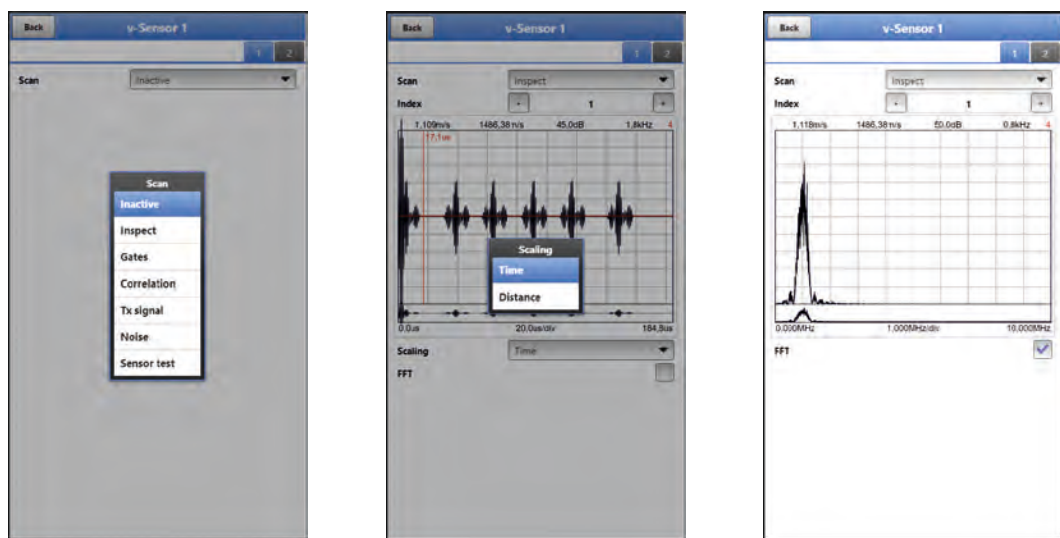 Back v-Sensor 1
1 2
Scan Inactive
Scan
Inactive
Inspect
Gates
Correlation
Tx signal
Noise
Sensor test
Back v-Sensor 1
1 2
Scan Inspect
Index - 1 +
1,109m/s 1486,38m/s 45,0dB 1,8kHz 4
17,1us
Scaling
Time
Distance
0,0us 20,0us/div 184,8us
Scaling Time
FFT
Back v-Sensor 1
1 2
Scan Inspect
Index - 1 +
1,118m/s 1486,38m/s 50,0dB 0,8kHz 4
0,000MHz 1,000MHz/div 10,000MHz
FFT